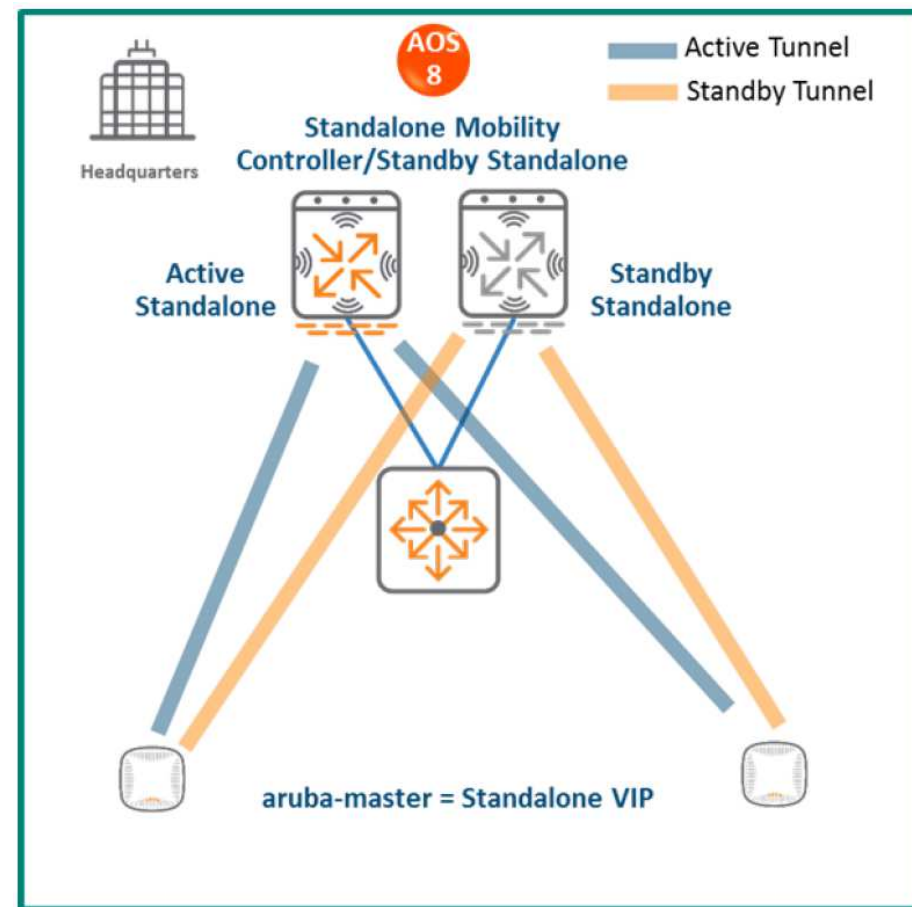 AOS
8
Active Tunnel
Standby Tunnel
Headquarters
Standalone Mobility
Controller/Standby Standalone
Active
Standalone
Standby
Standalone
aruba-master = Standalone VIP